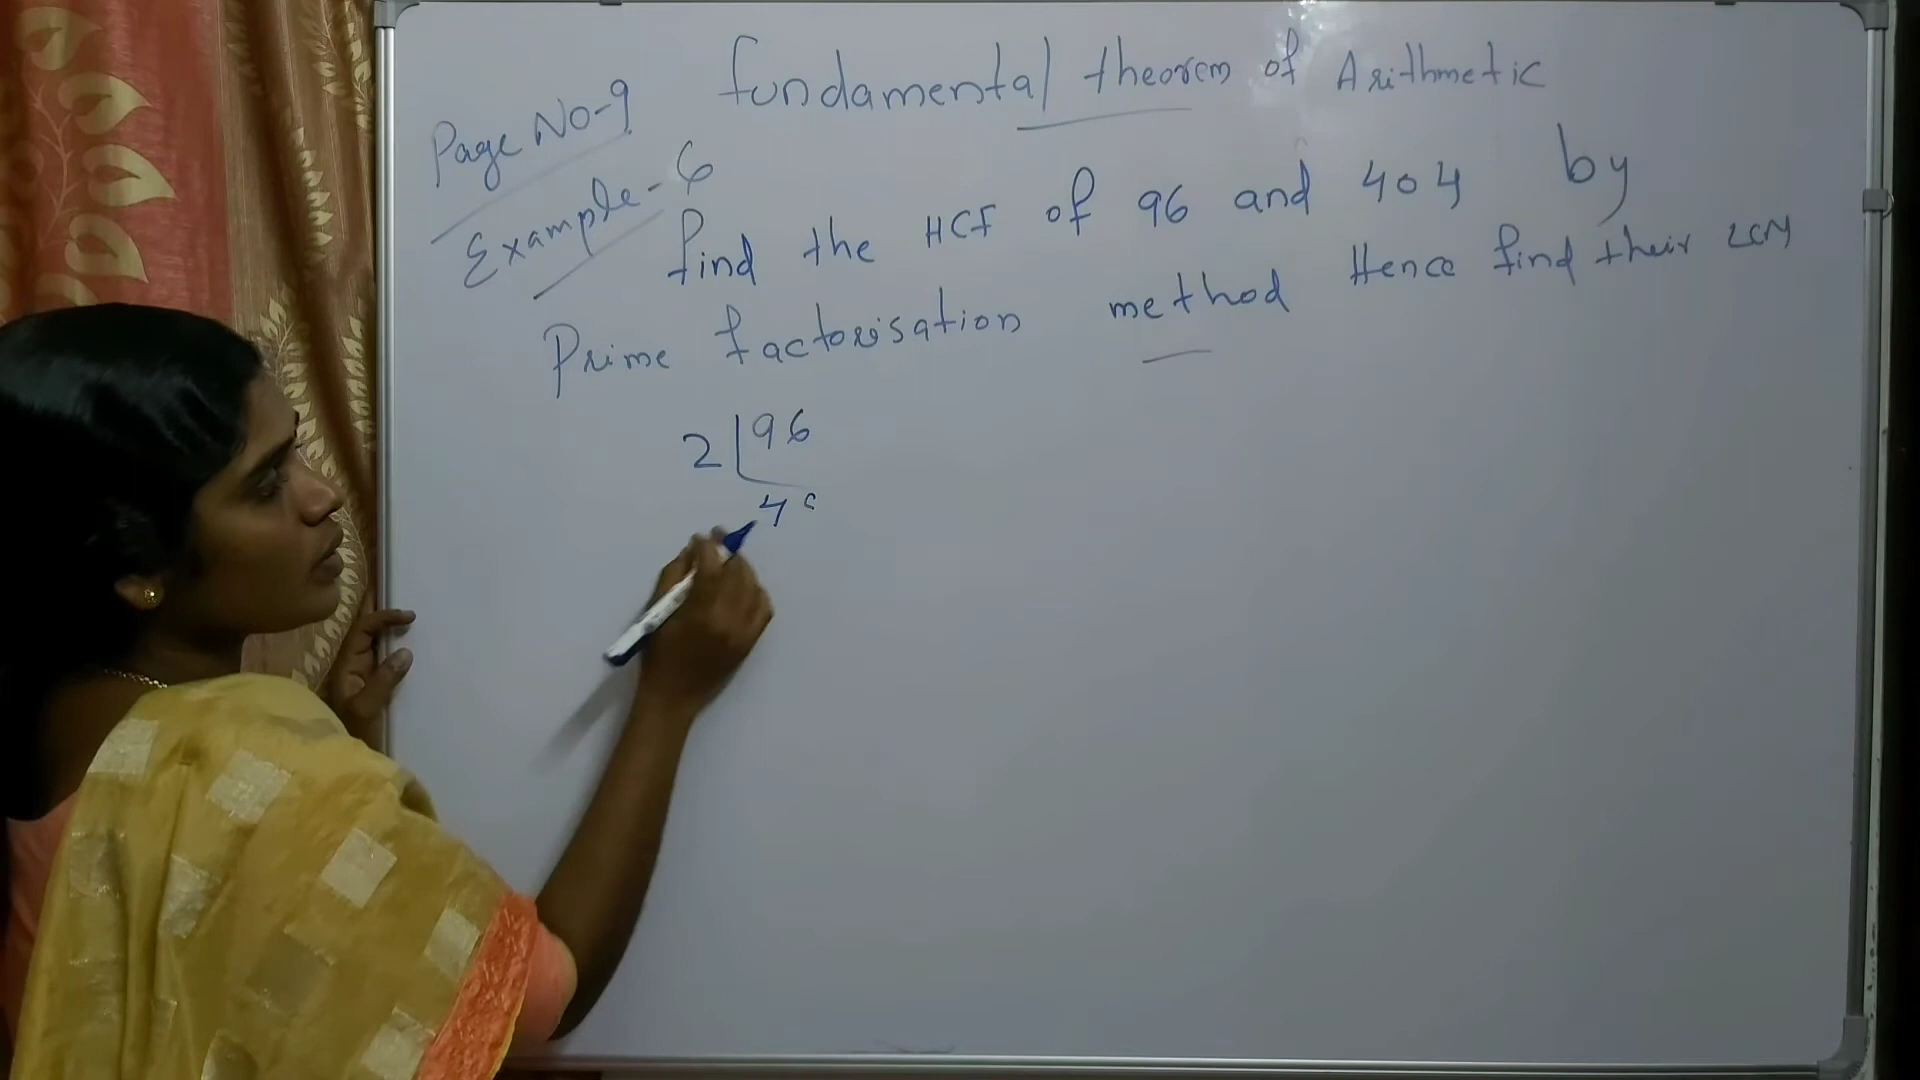 Fundamental theorem of Arithmetic
Page No-9
Example-6
find the HCF of 96 and 404 by
Prime factorisation method Hence find their LCM
2 | 96
4